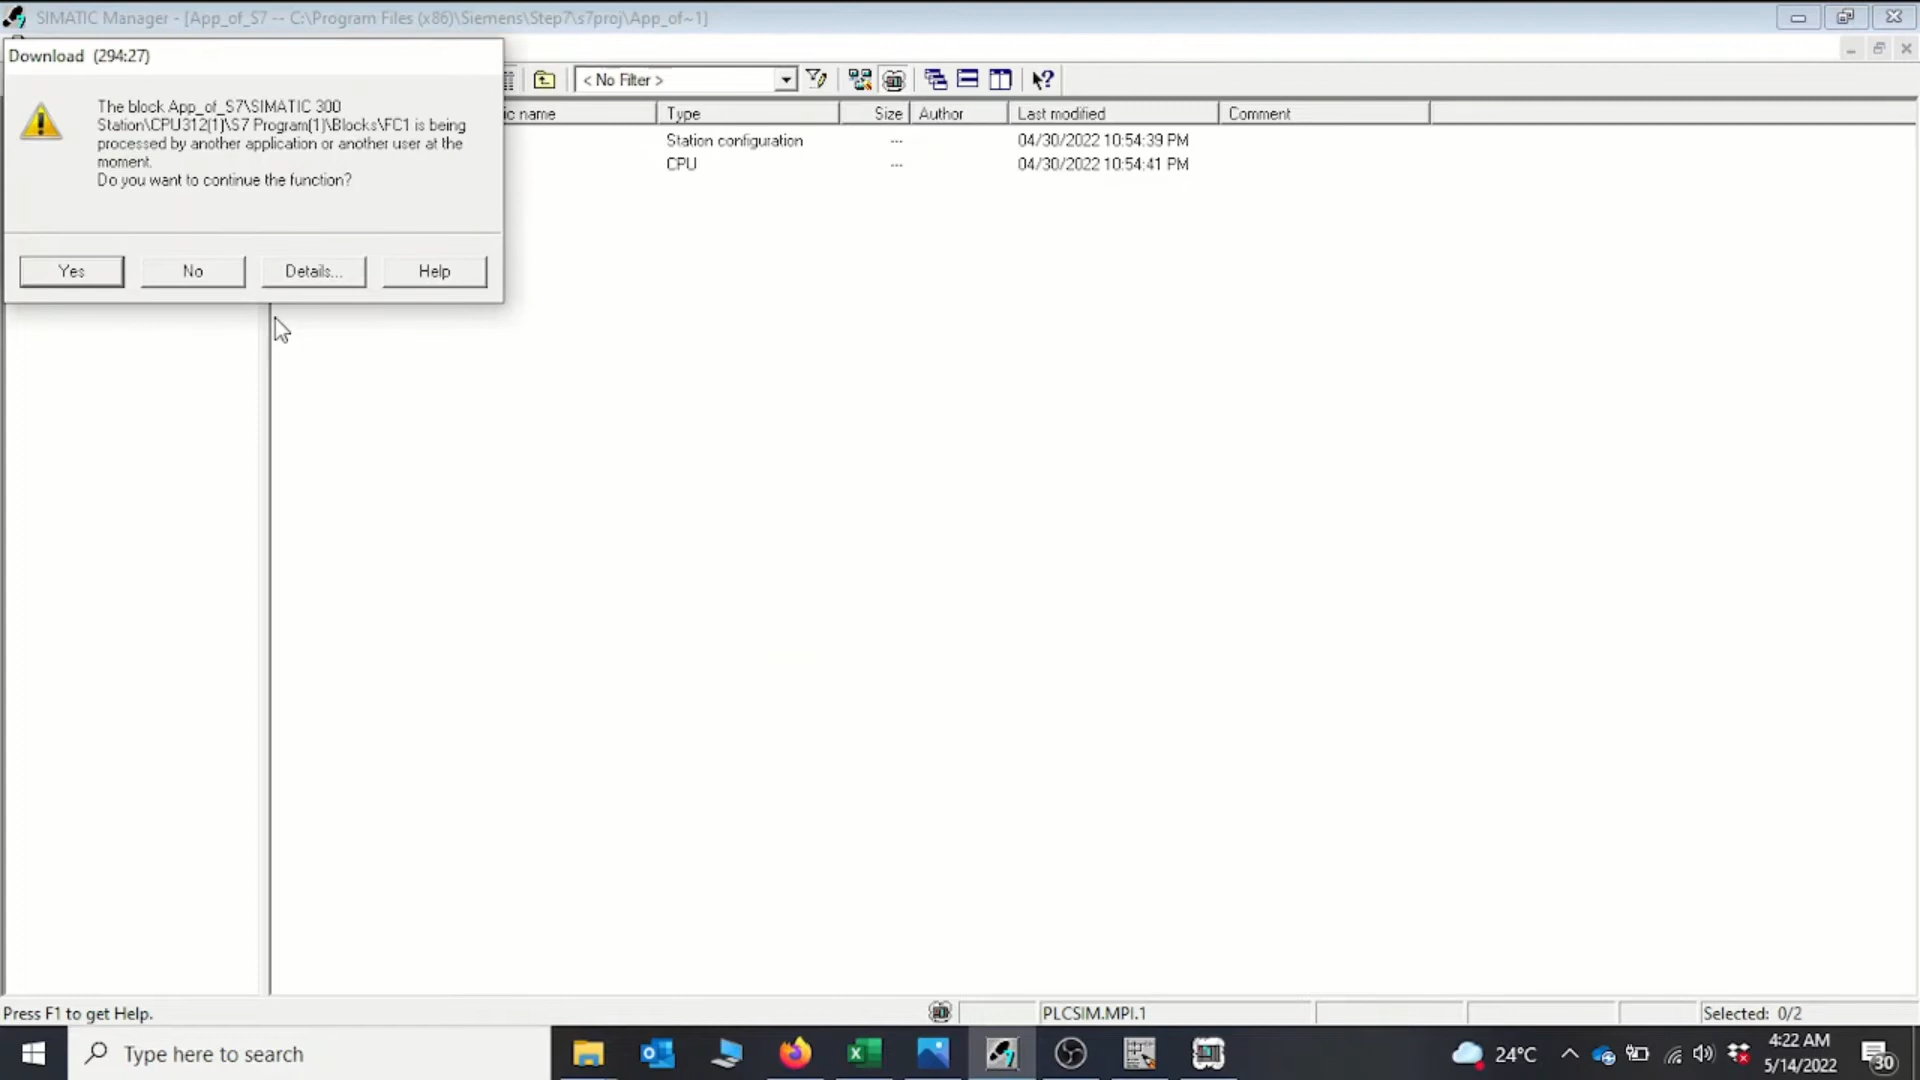 SIMATIC Manager - [App_of_S7 -- C:\Program Files (x86)\Siemens\Step7\s7proj\App_of~1]
Download (294:27)
The block App_of_S7\SIMATIC 300
Station\CPU312(1)\S7 Program(1)\Blocks\FC1 is being
processed by another application or another user at the
moment.
Do you want to continue the function?
Yes No Details... Help
< No Filter >
ic name Type Size Author Last modified Comment
Station configuration --- 04/30/2022 10:54:39 PM
CPU --- 04/30/2022 10:54:41 PM
Press F1 to get Help. PLCSIM.MPI.1 Selected: 0/2
Type here to search
24°C
4:22 AM
5/14/2022
30